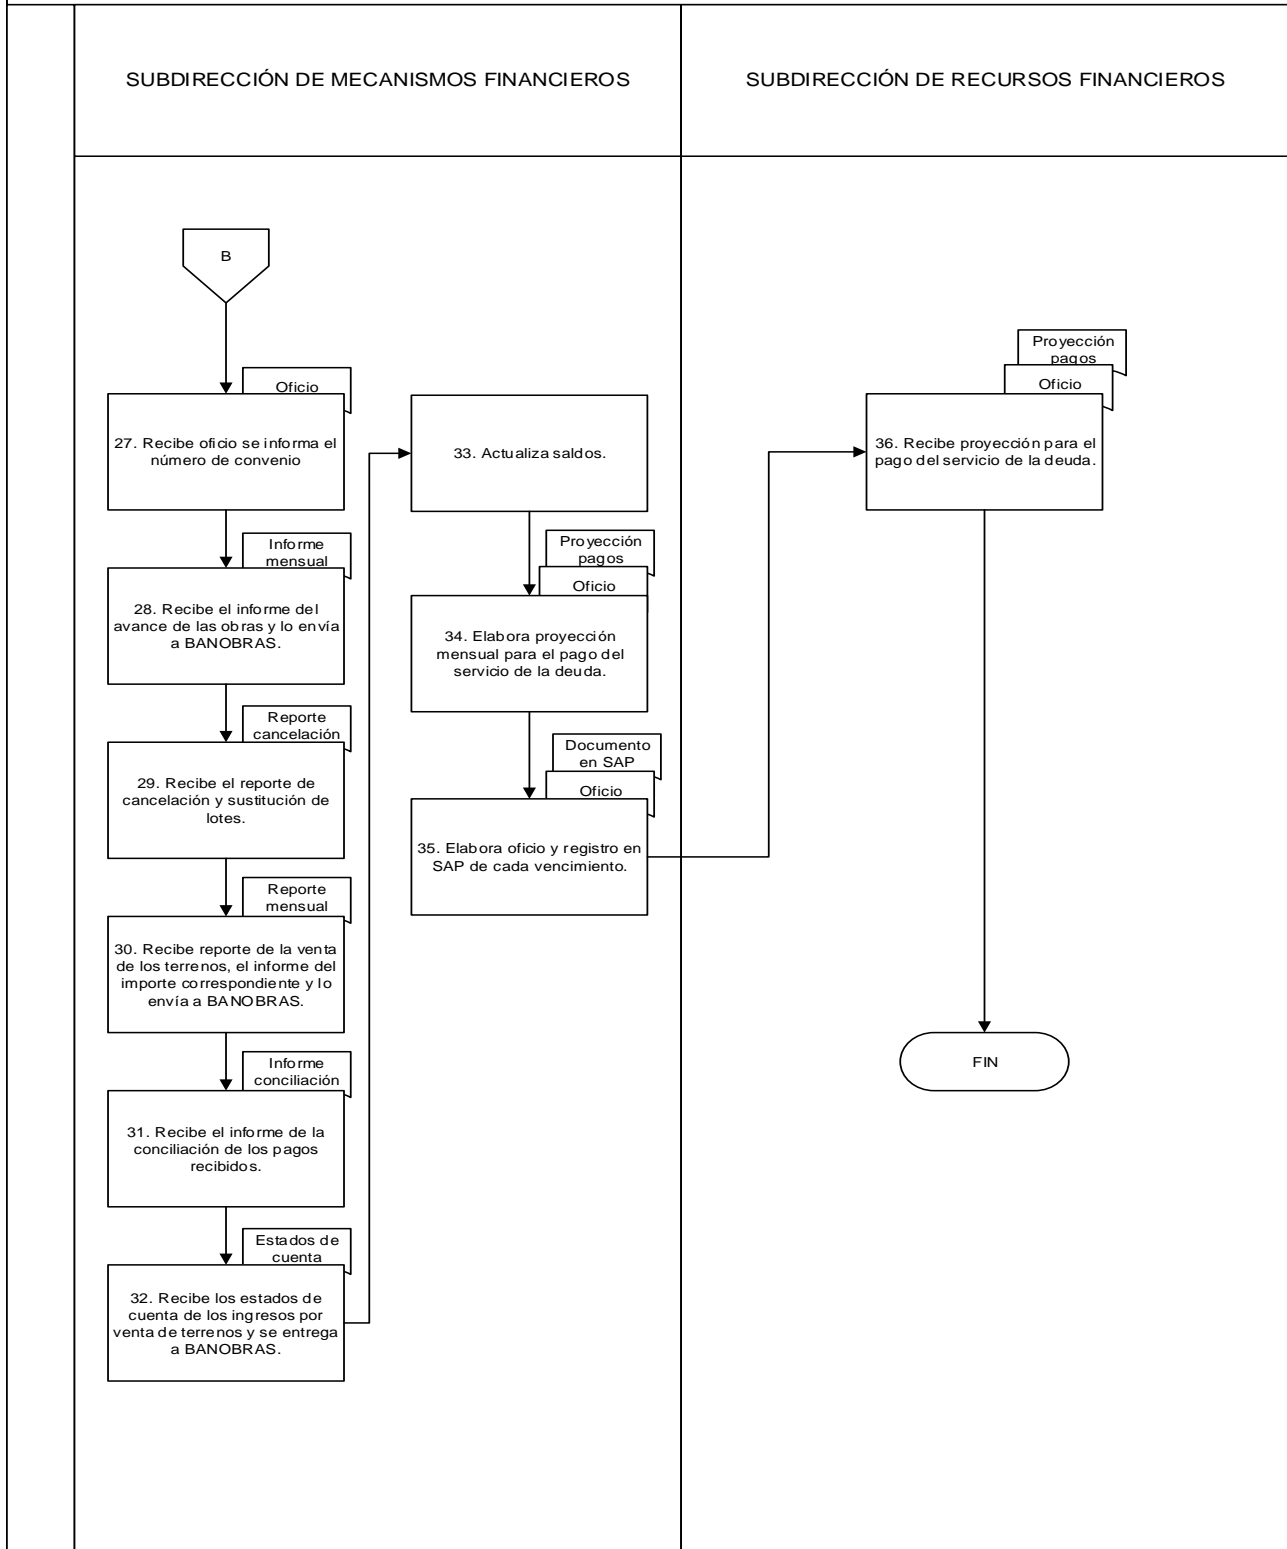 SUBDIRECCIÓN DE MECANISMOS FINANCIEROS
SUBDIRECCIÓN DE RECURSOS FINANCIEROS
B
Oficio
27. Recibe oficio se informa el
número de convenio
Informe
mensual
28. Recibe el informe del
avance de las obras y lo envía
a BANOBRAS.
Reporte
cancelación
29. Recibe el reporte de
cancelación y sustitución de
lotes.
Reporte
mensual
30. Recibe reporte de la venta
de los terrenos, el informe del
importe correspondiente y lo
envía a BANOBRAS.
Informe
conciliación
31. Recibe el informe de la
conciliación de los pagos
recibidos.
Estados de
cuenta
32. Recibe los estados de
cuenta de los ingresos por
venta de terrenos y se entrega
a BANOBRAS.
33. Actualiza saldos.
Proyección
pagos
Oficio
34. Elabora proyección
mensual para el pago del
servicio de la deuda.
Documento
en SAP
Oficio
35. Elabora oficio y registro en
SAP de cada vencimiento.
Proyección
pagos
Oficio
36. Recibe proyección para el
pago del servicio de la deuda.
FIN